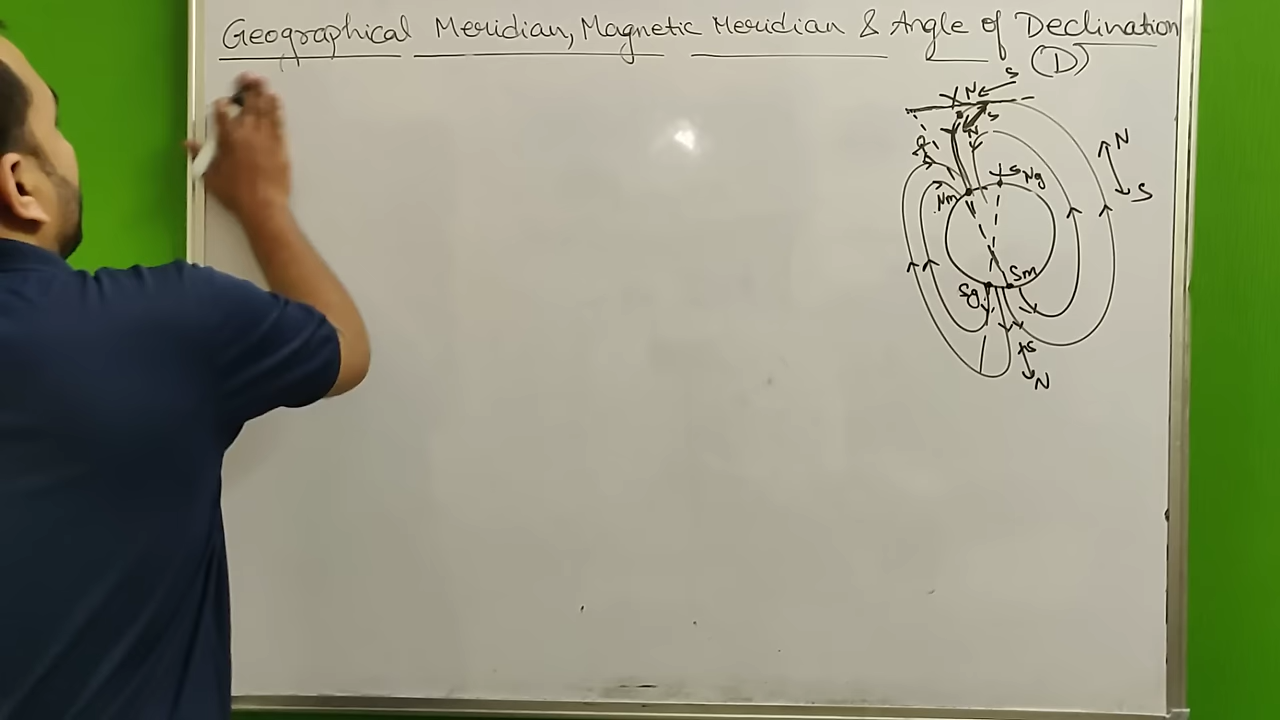 Geographical Meridian, Magnetic Meridian & Angle of Declination
(D)
S
N
S
N
N
S
S Ng
Nm
Sm
Sg
S
N